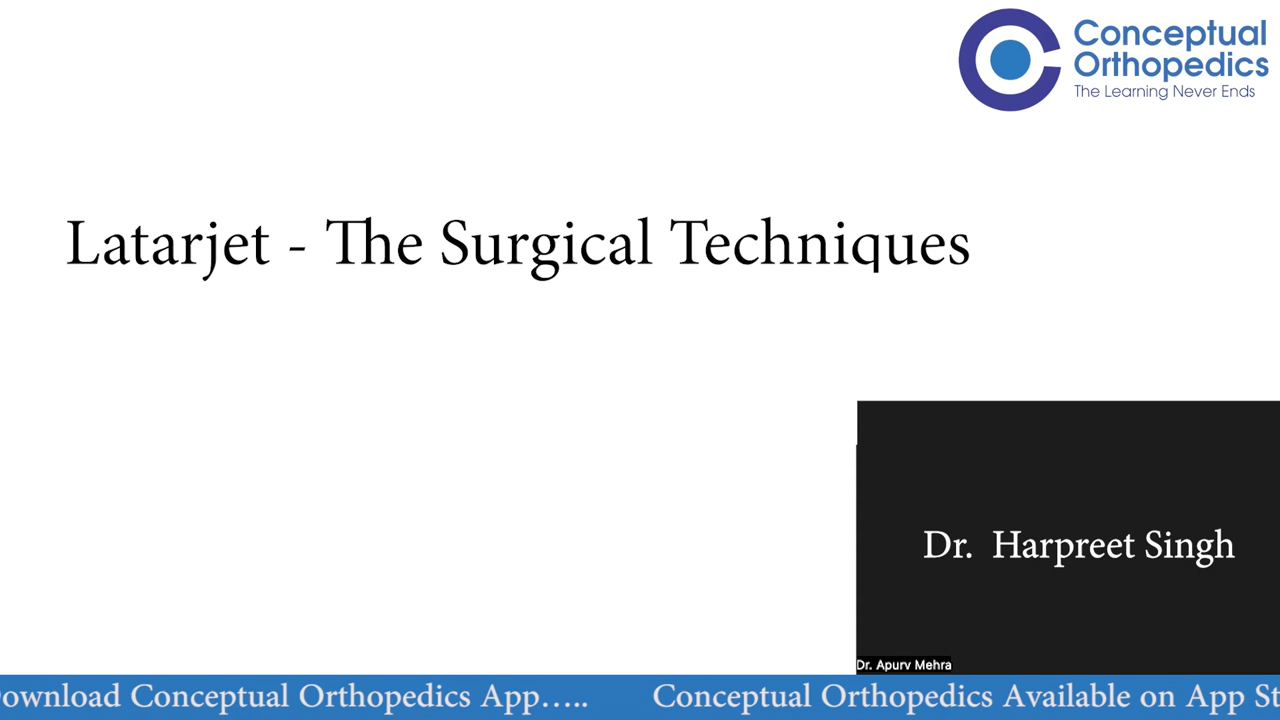 Conceptual
Orthopedics
The Learning Never Ends
Latarjet - The Surgical Techniques
Dr. Harpreet Singh
Dr. Apurv Mehra
ownload Conceptual Orthopedics App..... Conceptual Orthopedics Available on App St